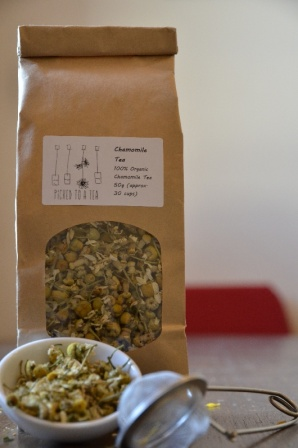 Chamomile
Tea
100% Organic
Chamomile Tea
50g (approx
30 cups)
PICKED TO A TEA